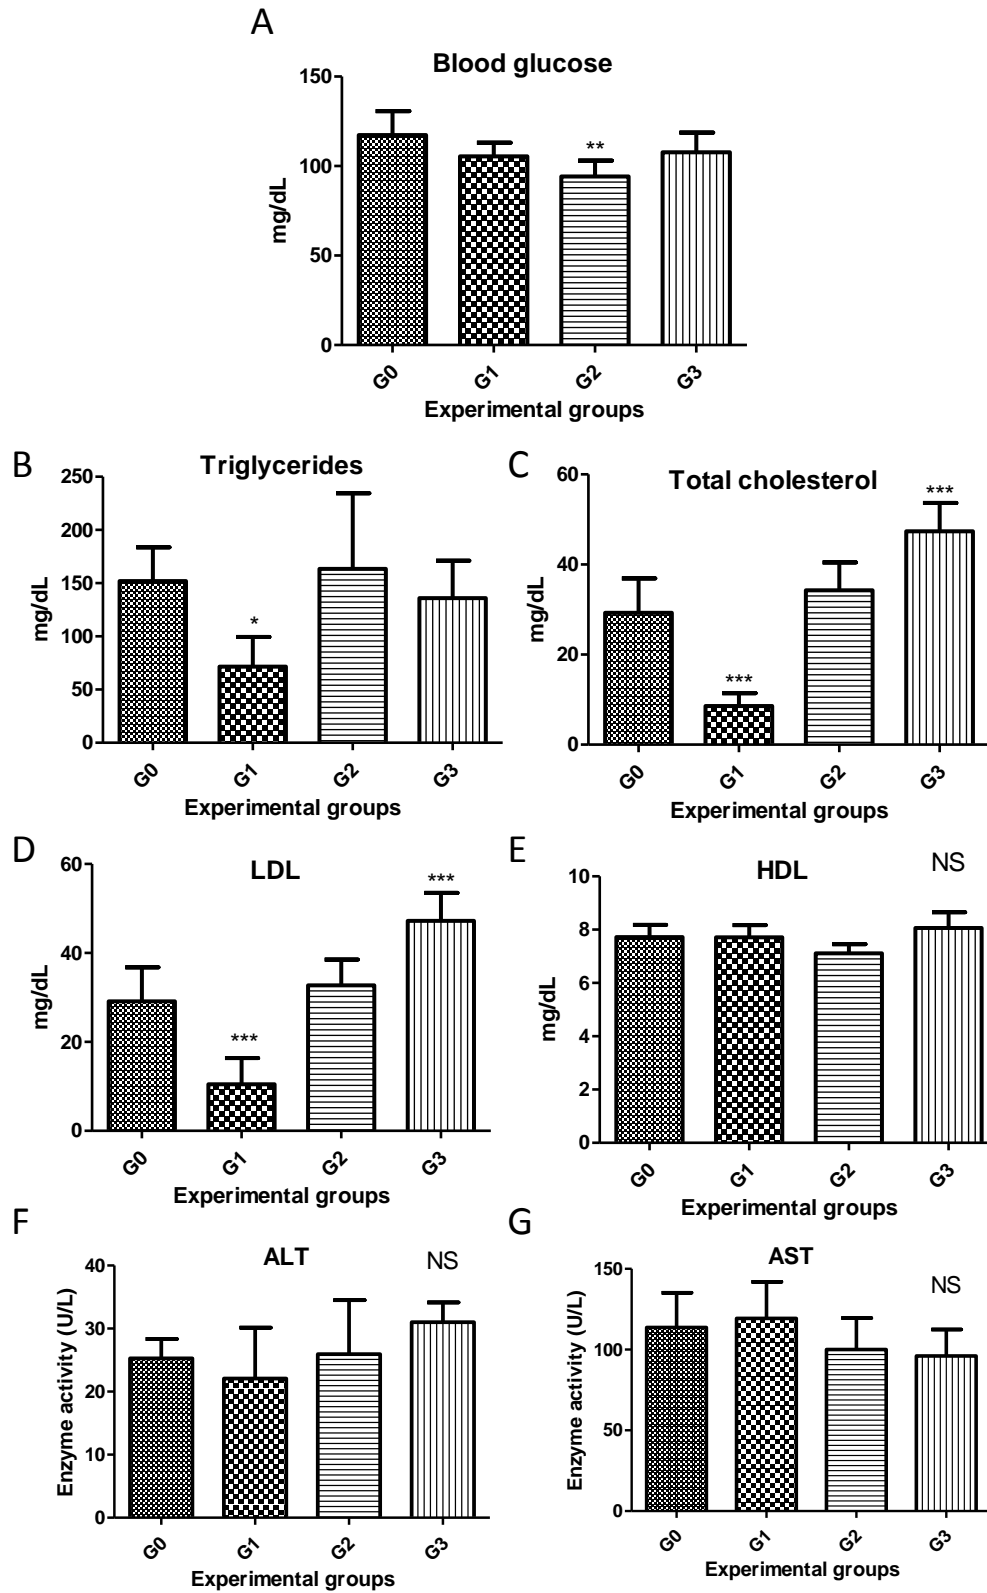 A
Blood glucose
150
100
50
0
mg/dL
**
G0 G1 G2 G3
Experimental groups
B
Triglycerides
250
200
150
100
50
0
mg/dL
*
G0 G1 G2 G3
Experimental groups
C
Total cholesterol
60
40
20
0
mg/dL
***
***
G0 G1 G2 G3
Experimental groups
D
LDL
60
40
20
0
mg/dL
***
***
G0 G1 G2 G3
Experimental groups
E
HDL
NS
10
8
6
4
2
0
mg/dL
G0 G1 G2 G3
Experimental groups
F
ALT
NS
40
30
20
10
0
Enzyme activity (U/L)
G0 G1 G2 G3
Experimental groups
G
AST
NS
150
100
50
0
Enzyme activity (U/L)
G0 G1 G2 G3
Experimental groups